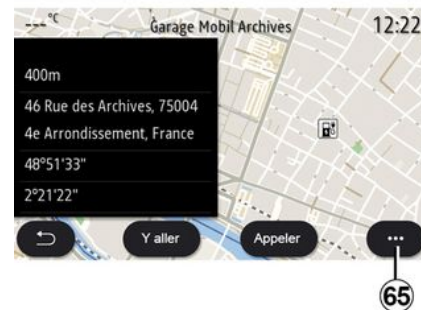 ---°C
Garage Mobil Archives
12:22
400m
46 Rue des Archives, 75004
4e Arrondissement, France
48°51'33"
2°21'22"
Y aller
Appeler
...
65